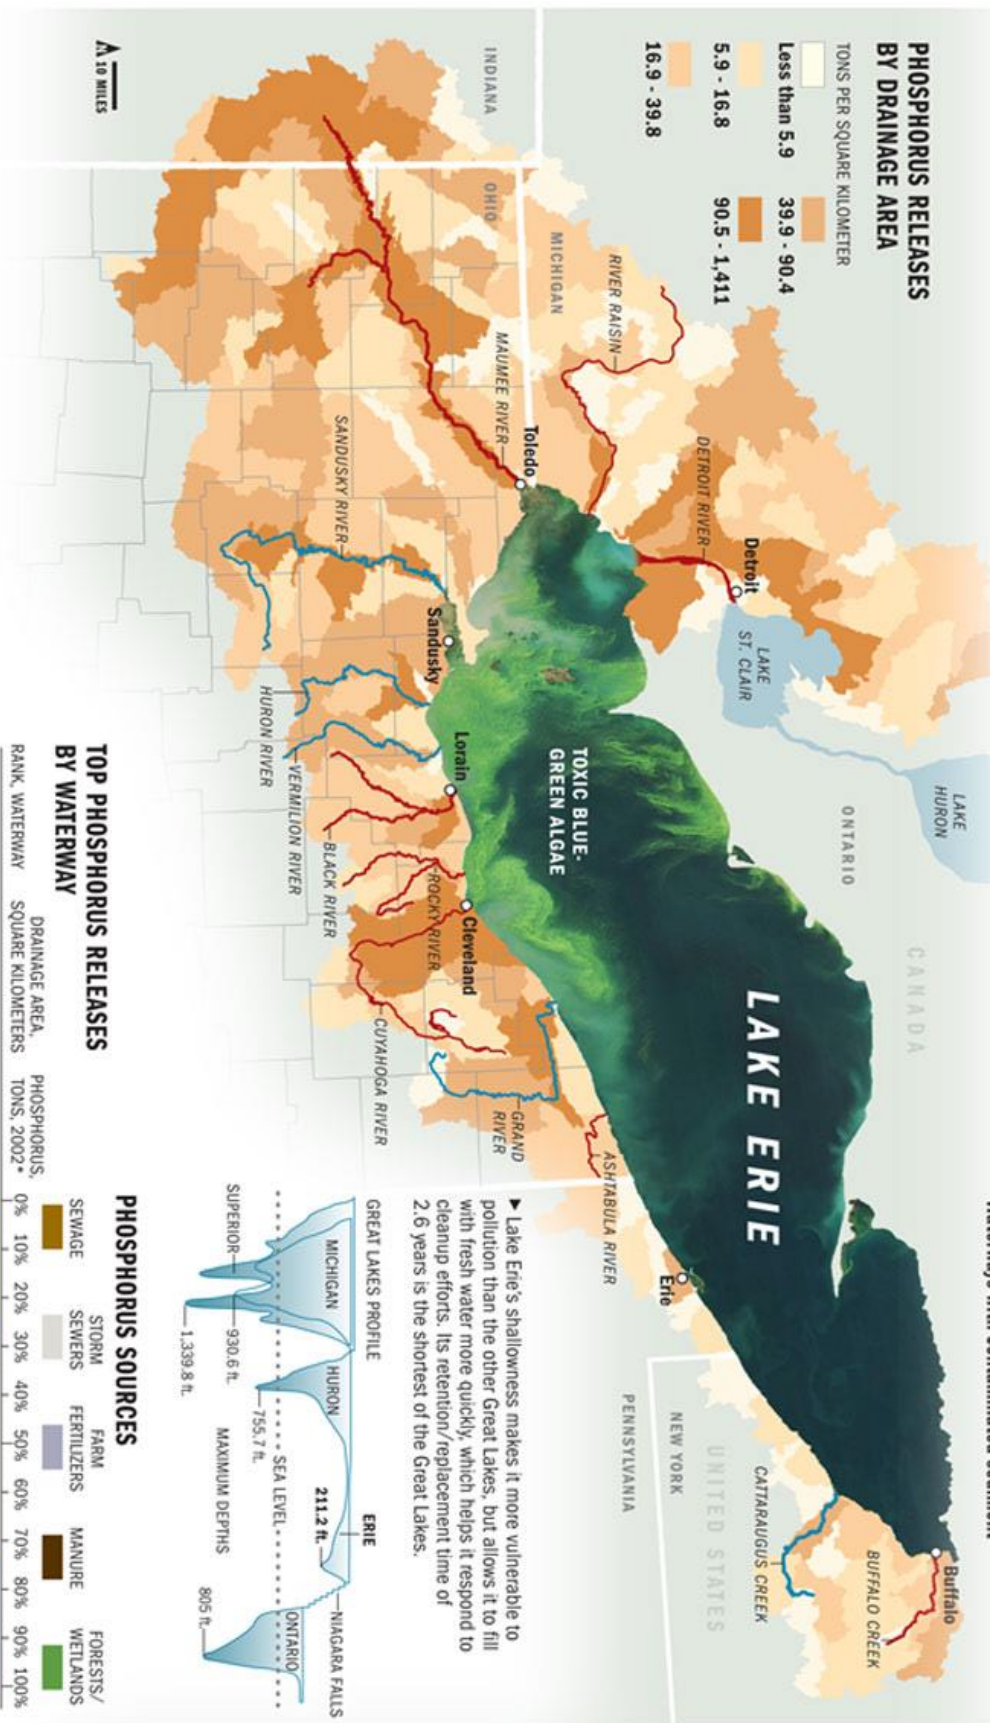 PHOSPHORUS RELEASES
BY DRAINAGE AREA
TONS PER SQUARE KILOMETER
Less than 5.9
39.9 - 90.4
5.9 - 16.8
90.5 - 1,411
16.9 - 39.8
10 MILES
INDIANA
OHIO
MICHIGAN
RIVER RAISIN
MAUMEE RIVER
Toledo
DETROIT RIVER
Detroit
LAKE
ST. CLAIR
LAKE
HURON
ONTARIO
CANADA
SANDUSKY RIVER
Sandusky
HURON RIVER
VERMILION RIVER
Lorain
BLACK RIVER
ROCKY RIVER
Cleveland
CUYAHOGA RIVER
GRAND
RIVER
ASHTABULA RIVER
TOXIC BLUE-
GREEN ALGAE
LAKE ERIE
Erie
PENNSYLVANIA
NEW YORK
UNITED STATES
CATTARAUGUS CREEK
BUFFALO CREEK
Buffalo
▶ Lake Erie's shallowness makes it more vulnerable to
pollution than the other Great Lakes, but allows it to fill
with fresh water more quickly, which helps it respond to
cleanup efforts. Its retention/replacement time of
2.6 years is the shortest of the Great Lakes.
GREAT LAKES PROFILE
MICHIGAN
HURON
ERIE
NIAGARA FALLS
ONTARIO
211.2 ft.
SEA LEVEL
SUPERIOR
930.6 ft.
755.7 ft.
MAXIMUM DEPTHS
805 ft.
1,339.8 ft.
TOP PHOSPHORUS RELEASES
BY WATERWAY
RANK, WATERWAY
DRAINAGE AREA,
SQUARE KILOMETERS
PHOSPHORUS,
TONS, 2002*
PHOSPHORUS SOURCES
SEWAGE
STORM
SEWERS
FARM
FERTILIZERS
MANURE
FORESTS/
WETLANDS
0% 10% 20% 30% 40% 50% 60% 70% 80% 90% 100%